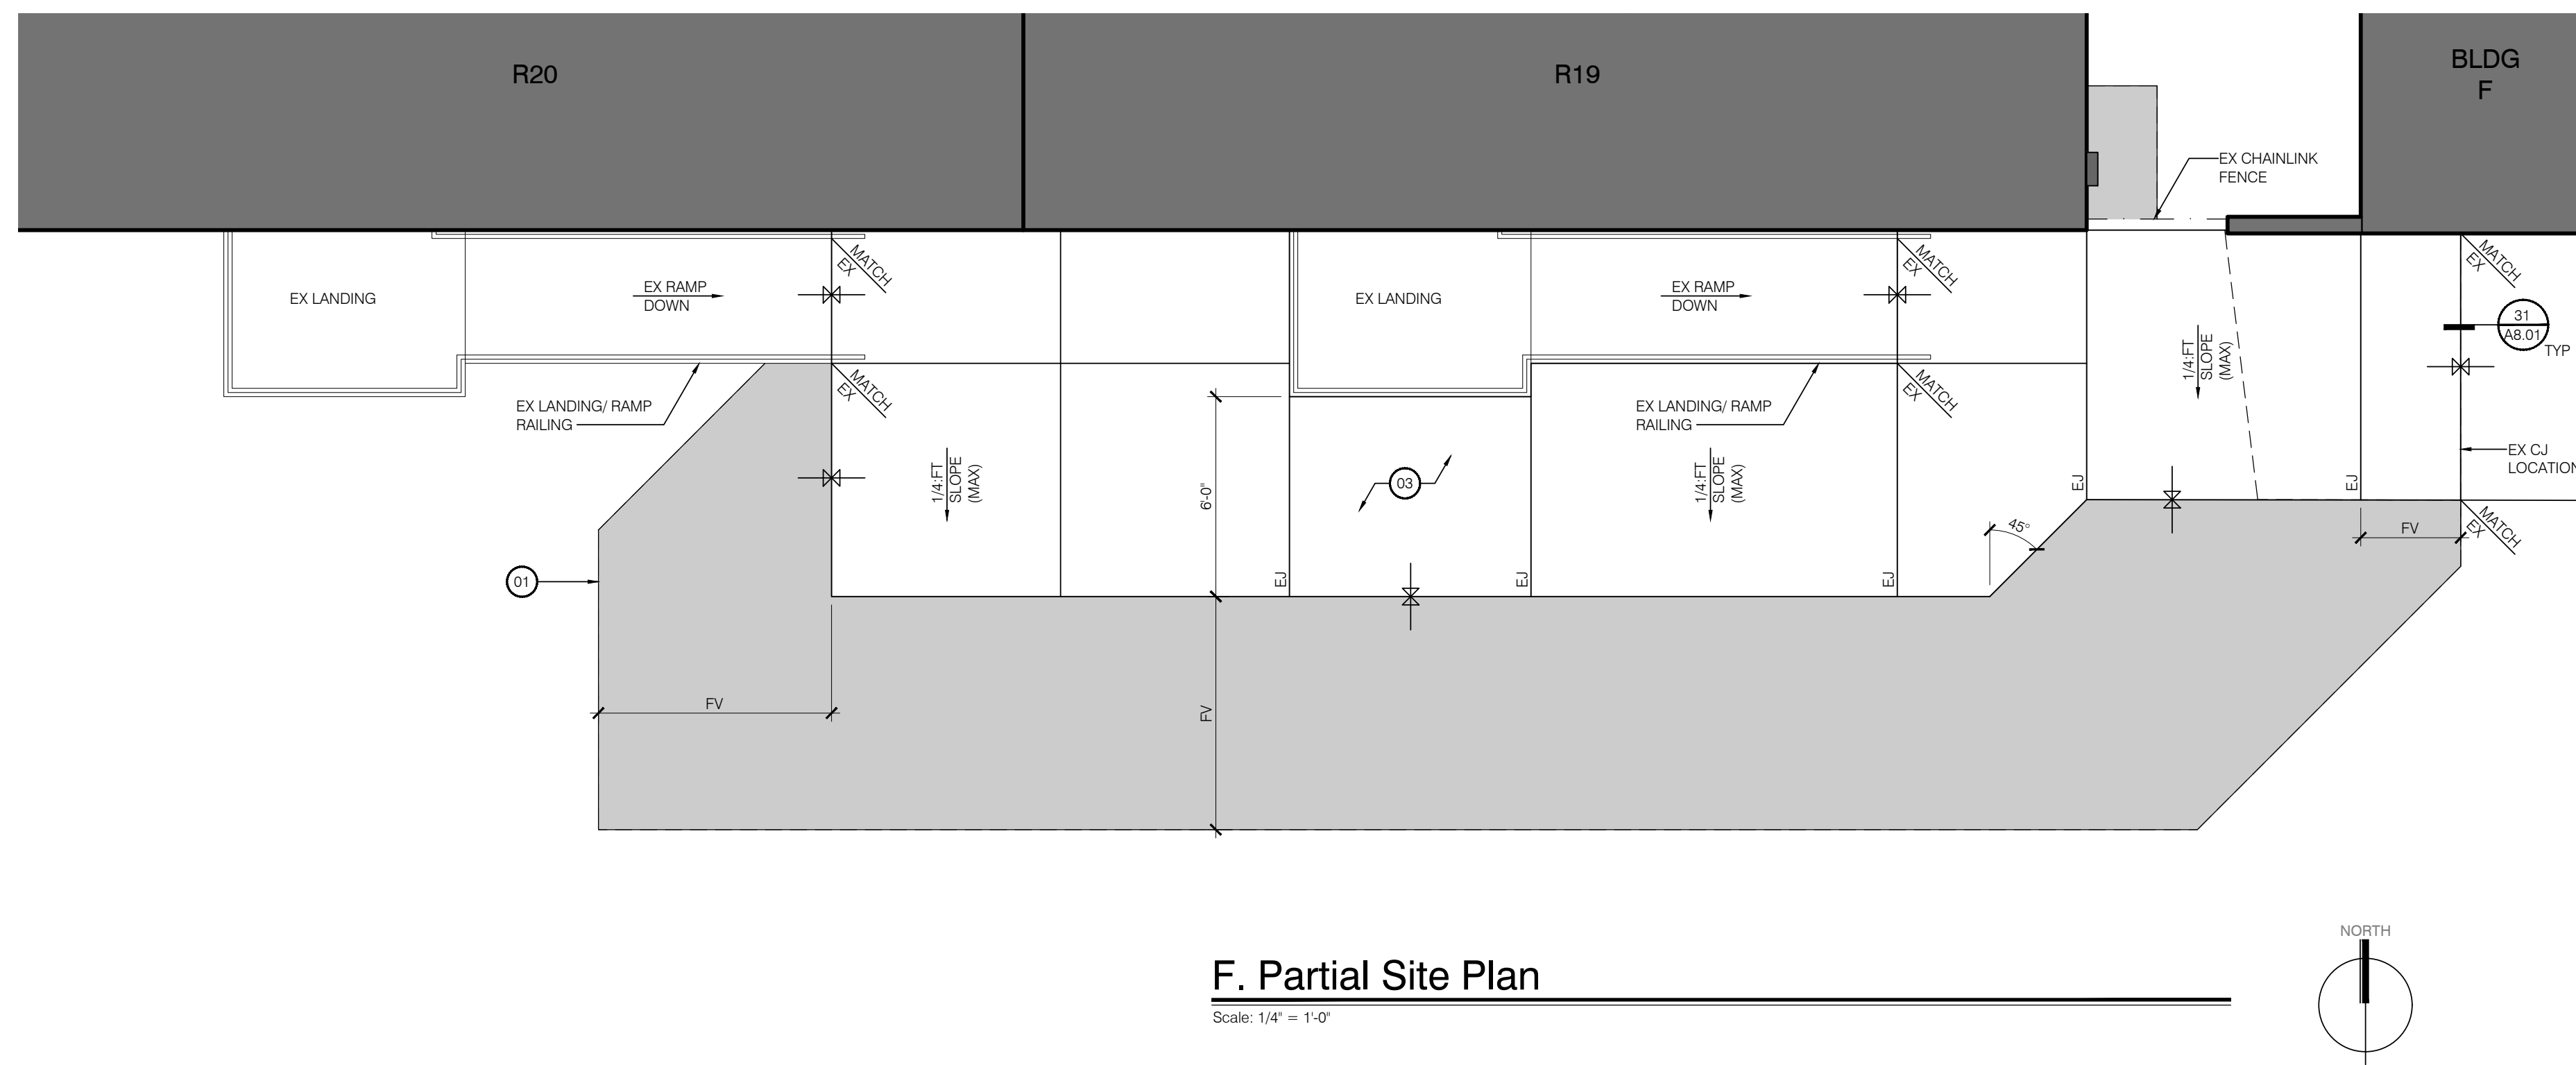 R20
R19
BLDG
F
EX CHAINLINK
FENCE
MATCH
EX
MATCH
EX
MATCH
EX
EX LANDING
EX RAMP
DOWN
EX LANDING
EX RAMP
DOWN
31
A8.01
TYP
1/4:FT
SLOPE
(MAX)
MATCH
EX
MATCH
EX
EX LANDING/ RAMP
RAILING
EX LANDING/ RAMP
RAILING
EX CJ
LOCATION
1/4:FT
SLOPE
(MAX)
6'-0"
03
1/4:FT
SLOPE
(MAX)
EJ
EJ
45°
FV
MATCH
EX
01
EJ
EJ
EJ
FV
FV
NORTH
F. Partial Site Plan
Scale: 1/4" = 1'-0"